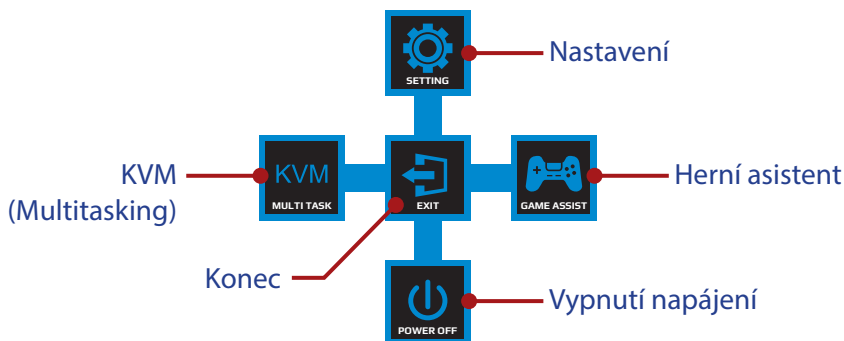 SETTING
Nastavení
KVM
(Multitasking)
KVM
MULTI TASK
EXIT
GAME ASSIST
Herní asistent
Konec
POWER OFF
Vypnutí napájení